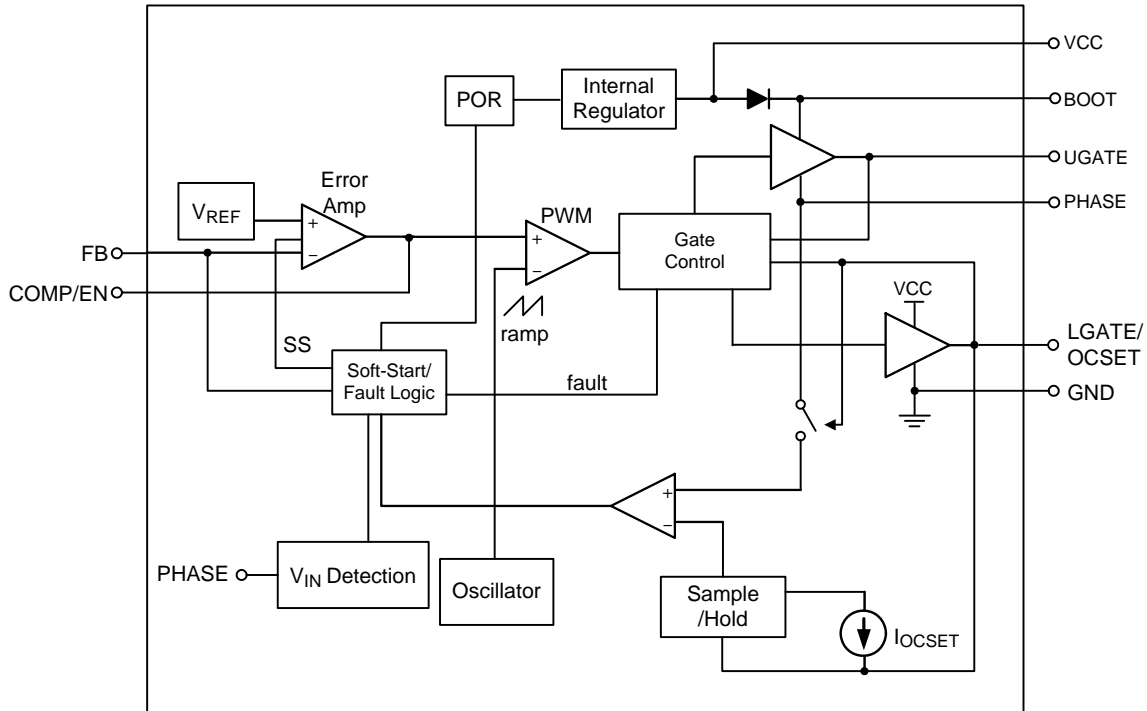 VCC
POR
Internal
Regulator
BOOT
UGATE
PHASE
Error
Amp
VREF
PWM
+
−
+
−
Gate
Control
FB
COMP/EN
ramp
VCC
LGATE/
OCSET
GND
SS
Soft-Start/
Fault Logic
fault
+
−
PHASE
VIN Detection
Oscillator
Sample
/Hold
IOCSET